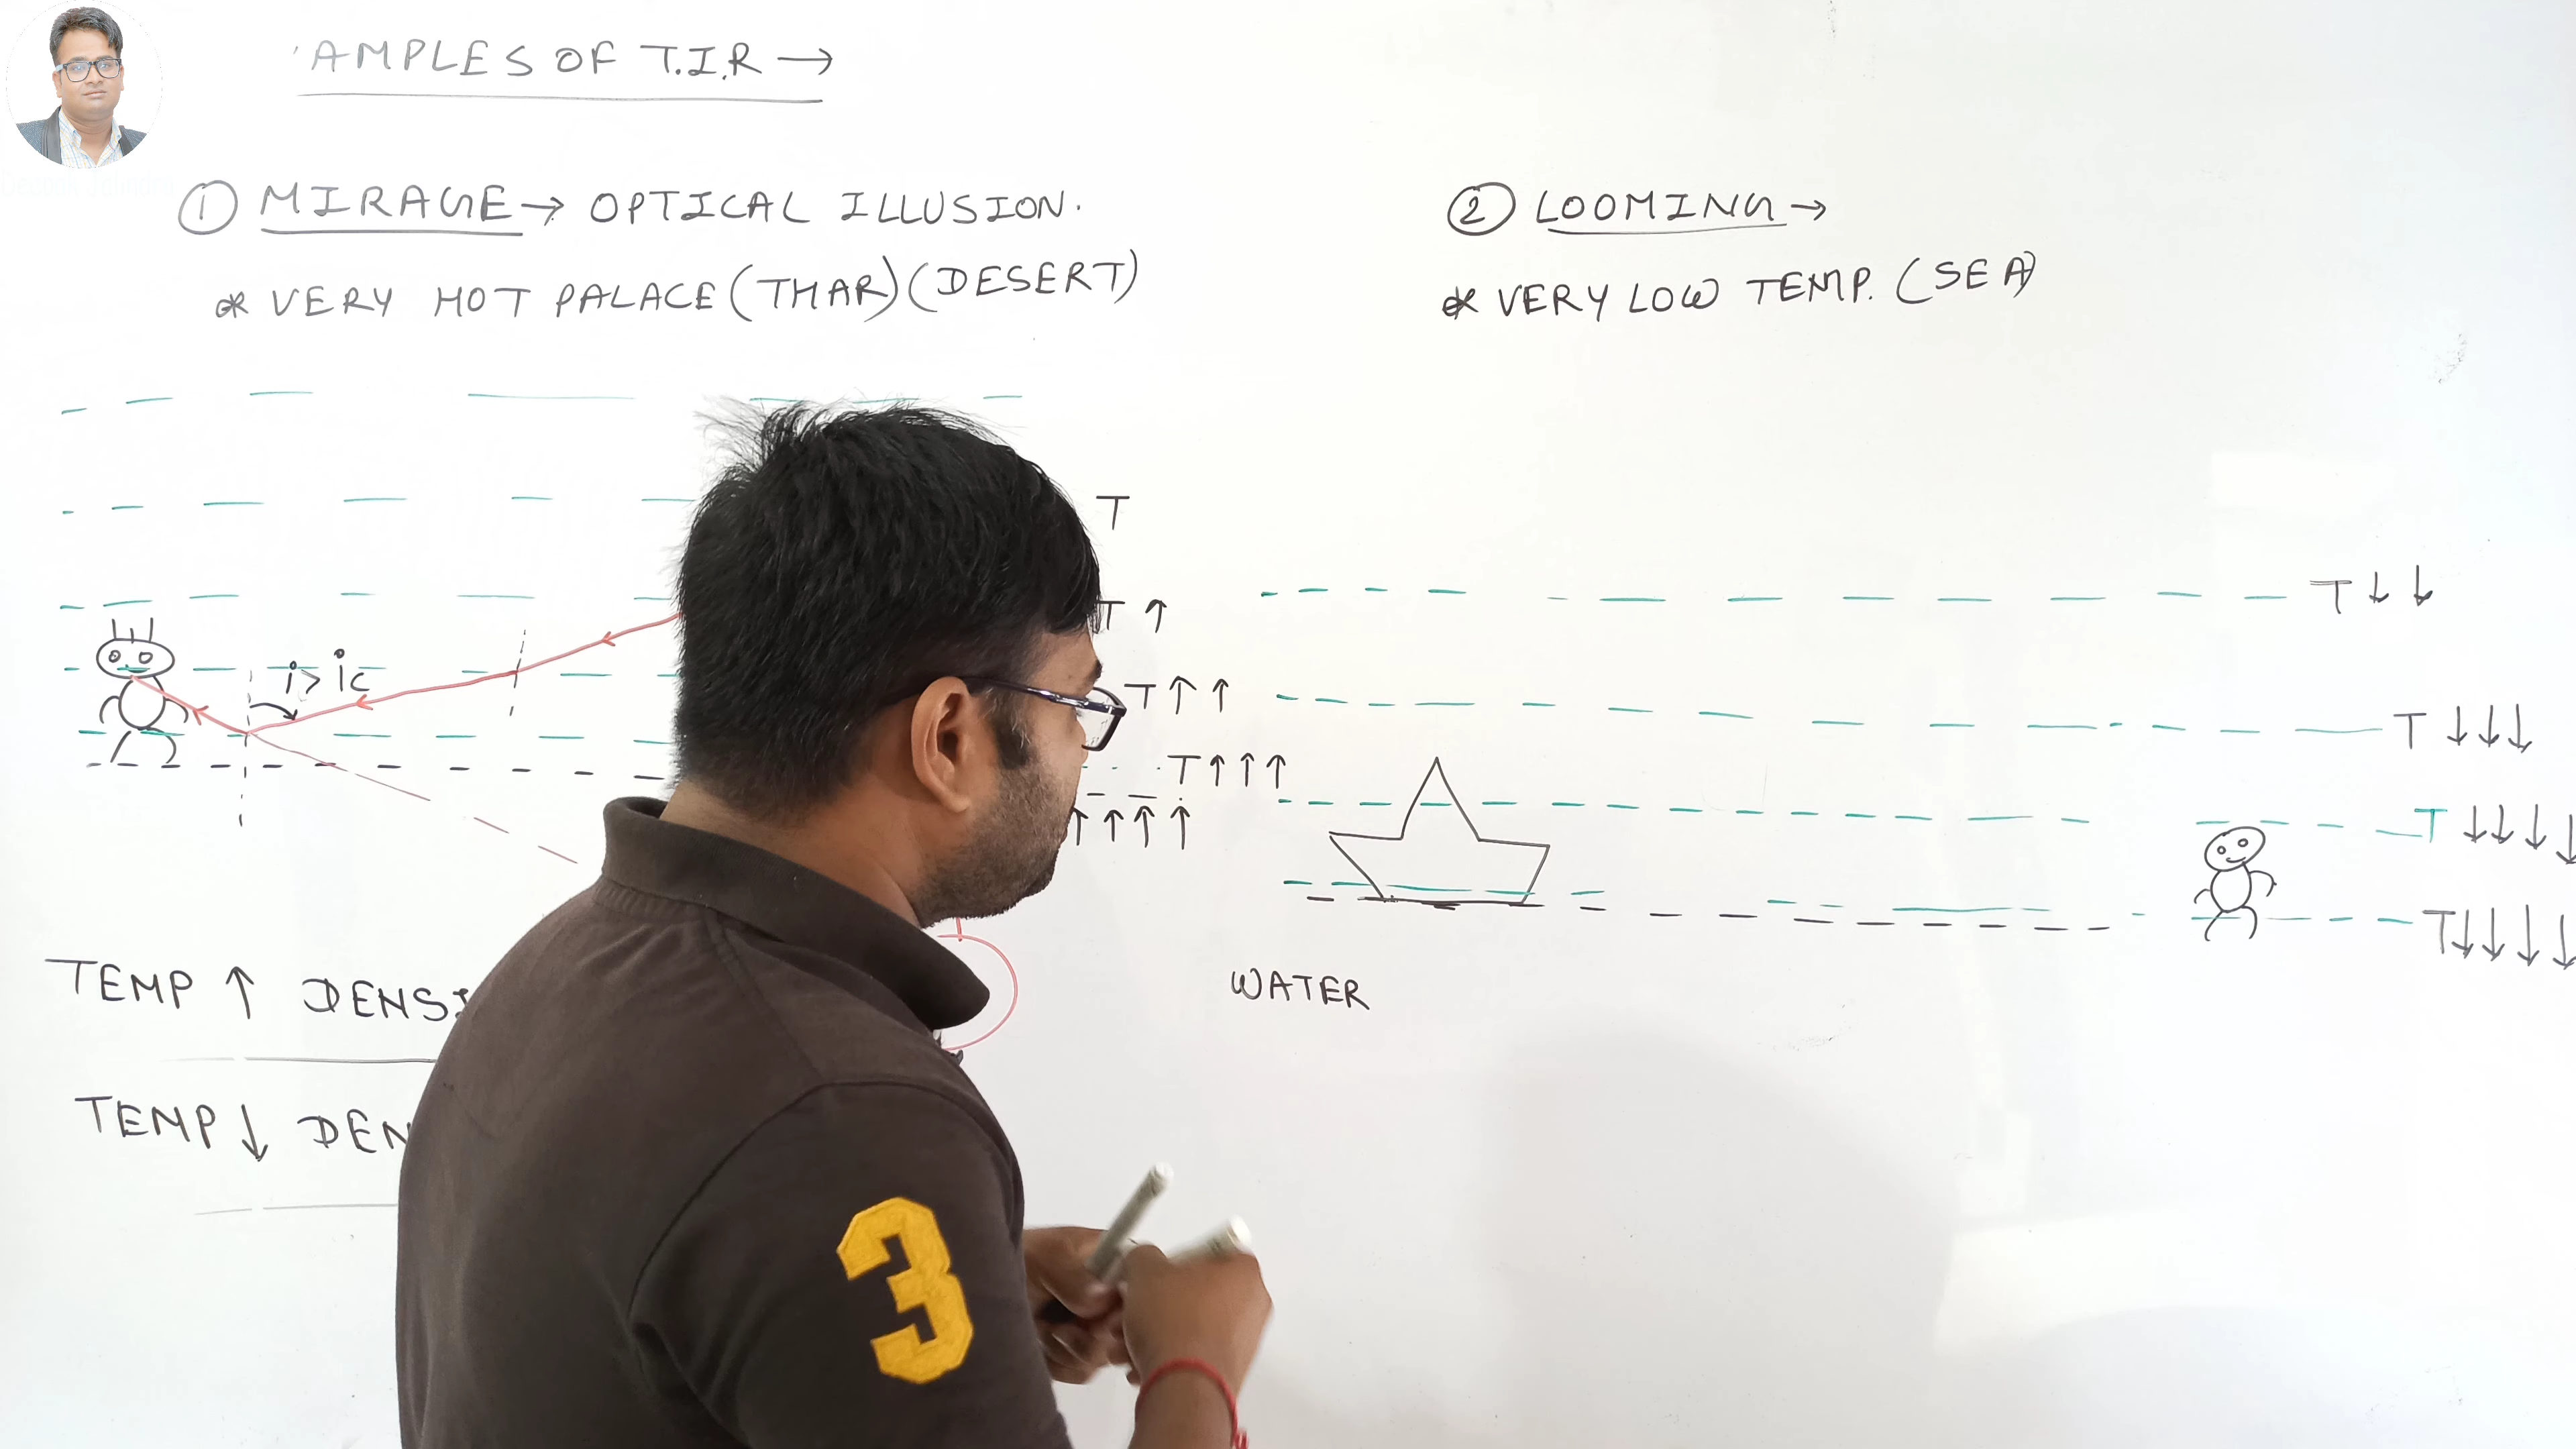 AMPLES OF T.I.R →
① MIRAGE → OPTICAL ILLUSION.
* VERY HOT PALACE (THAR) (DESERT)
② LOOMING →
* VERY LOW TEMP. (SEA)
T
T ↑
T ↑ ↑
T ↑ ↑ ↑
↑ ↑ ↑ ↑
i > ic
T ↓ ↓
T ↓ ↓ ↓
T ↓ ↓ ↓ ↓
T ↓ ↓ ↓ ↓
WATER
TEMP ↑ DENSI
TEMP ↓ DEN
3